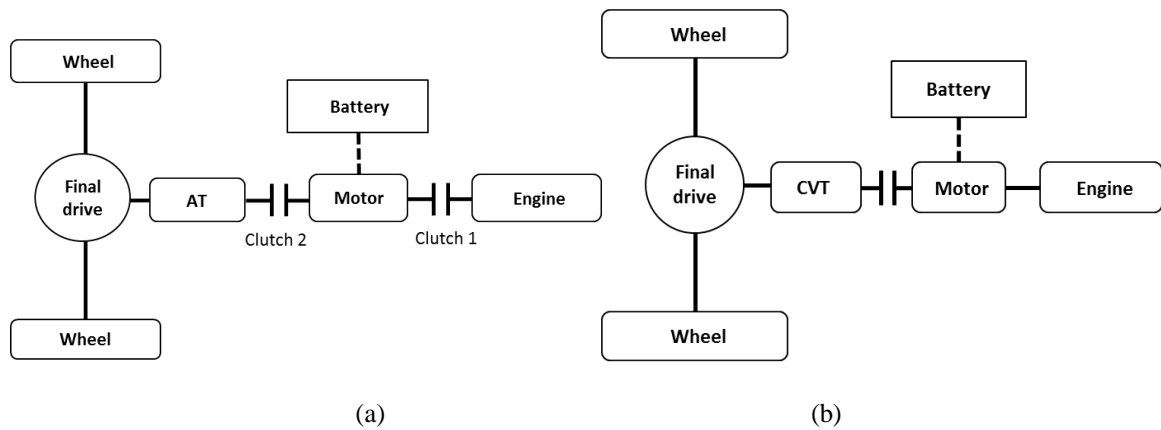 Wheel
Battery
Final
drive
AT
Motor
Engine
Clutch 2
Clutch 1
Wheel
(a)
Wheel
Battery
Final
drive
CVT
Motor
Engine
Wheel
(b)